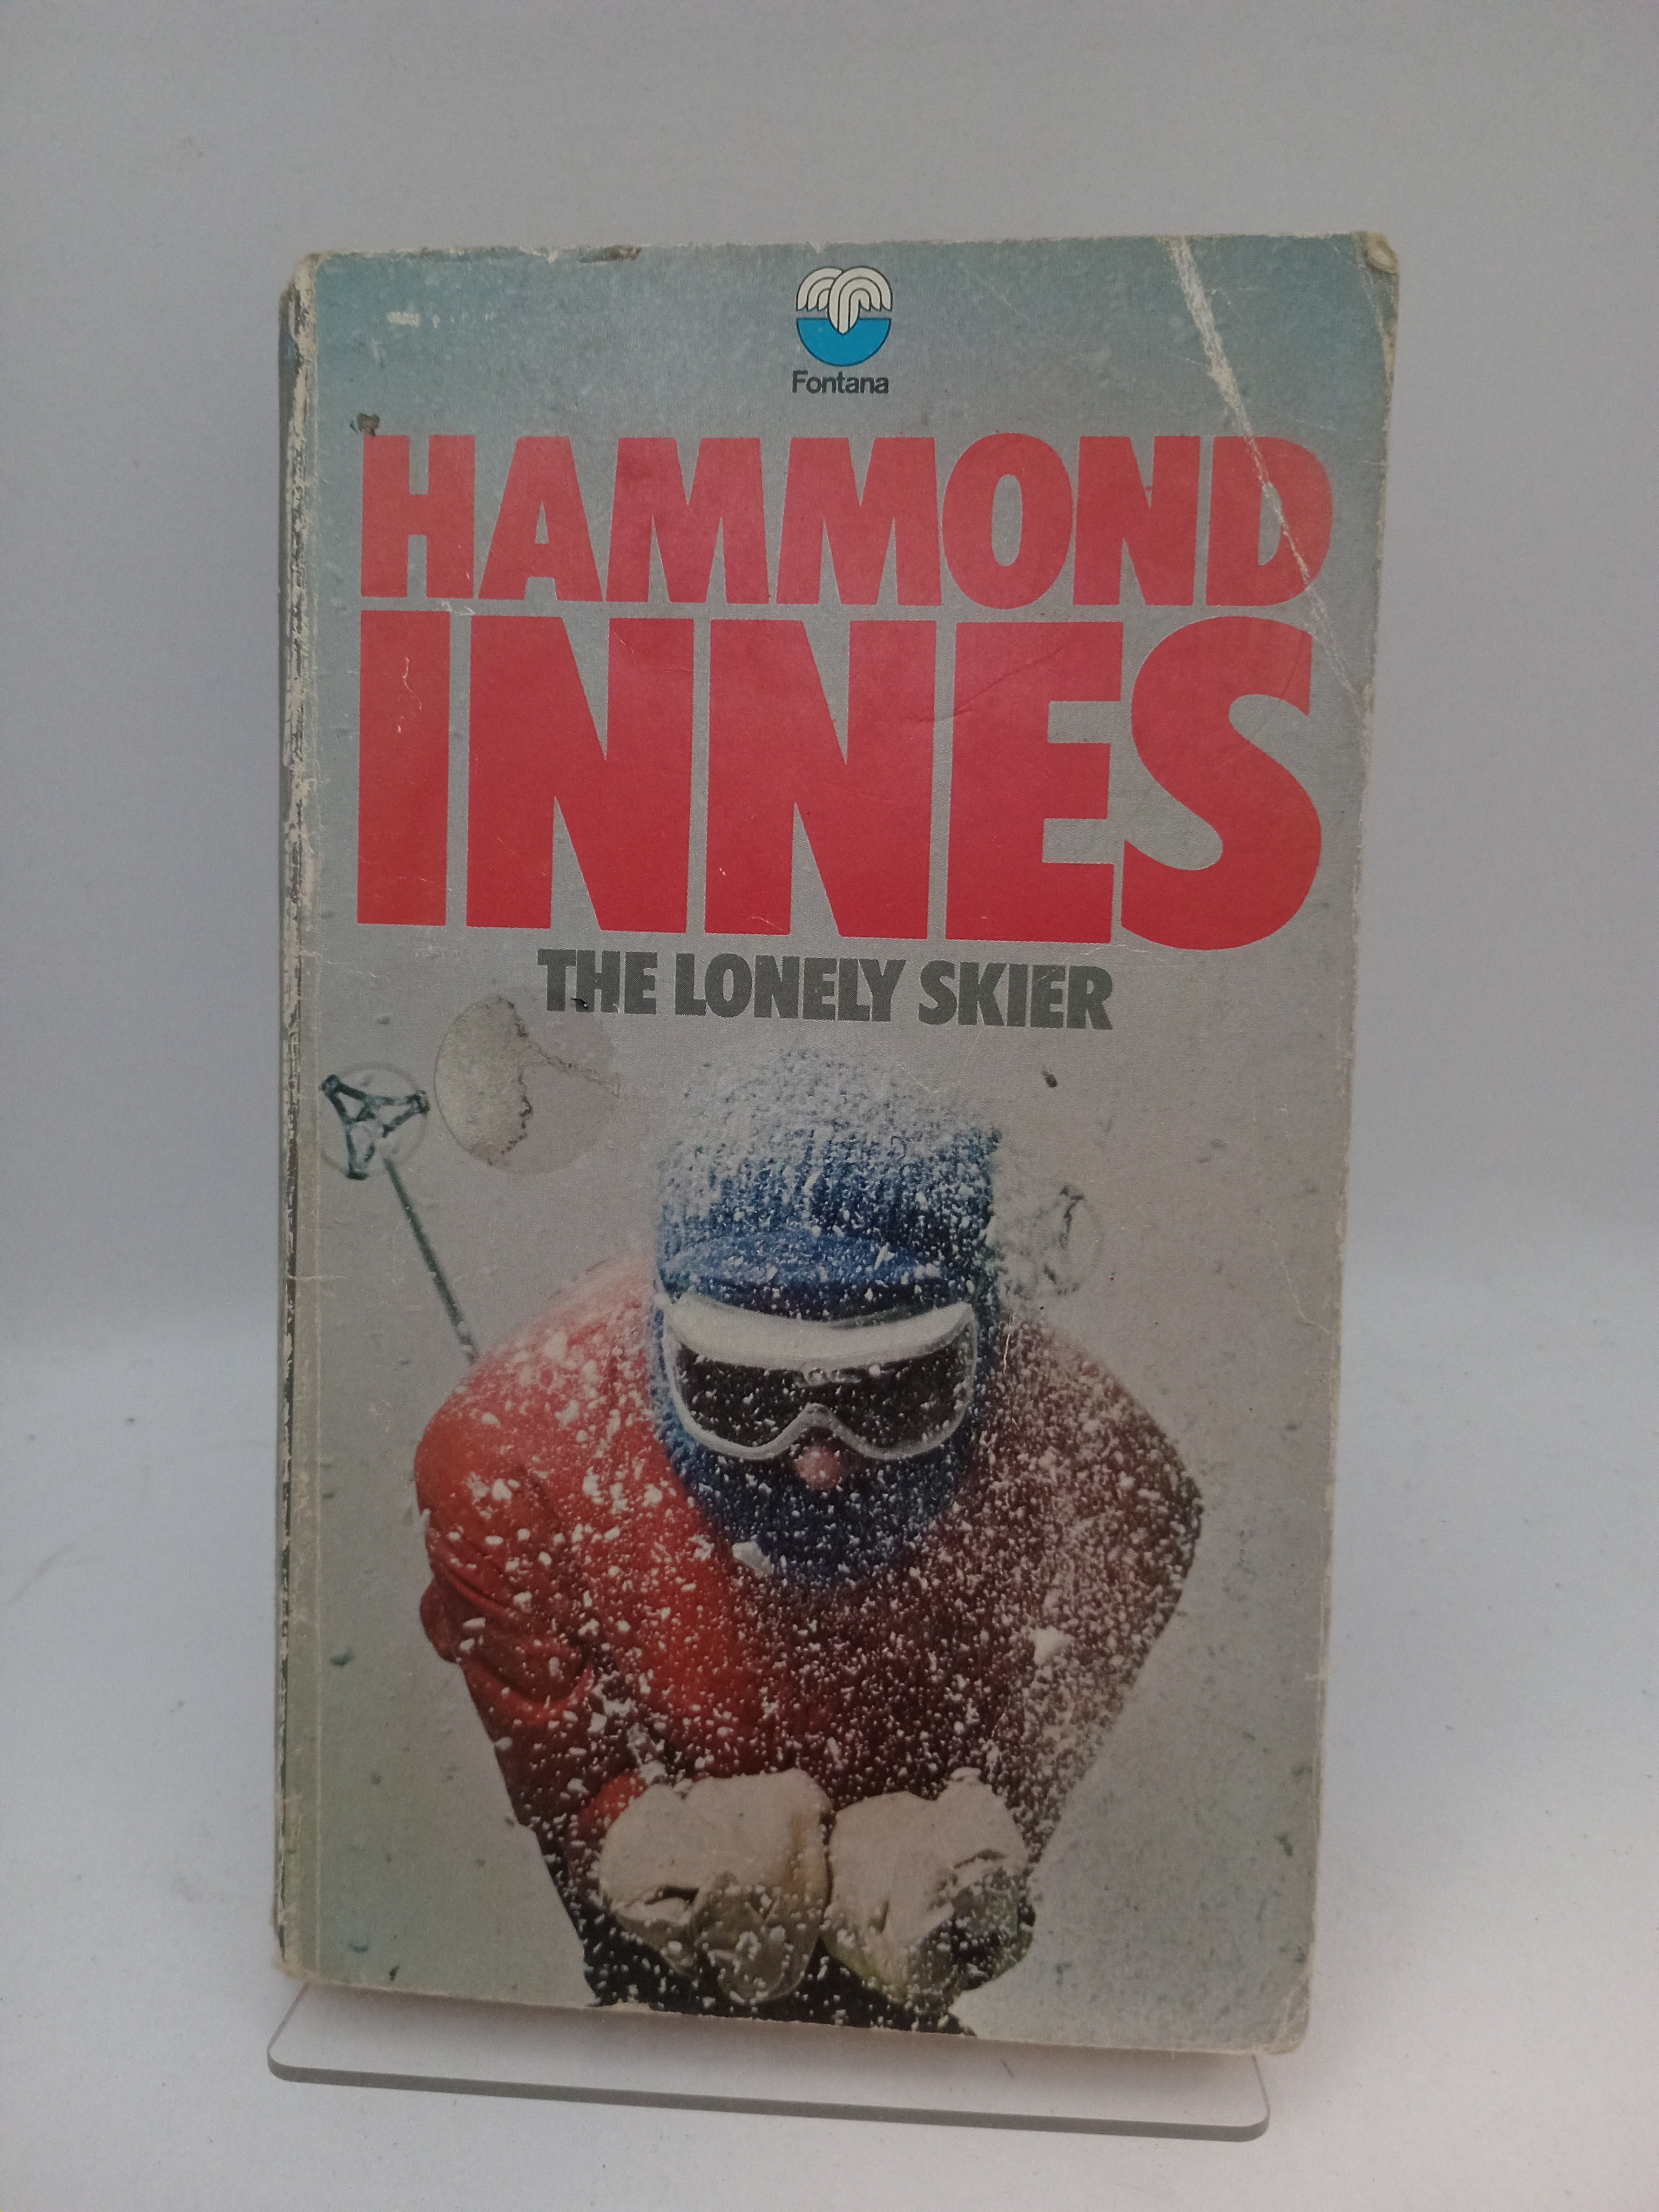 Fontana
HAMMOND
INNES
THE LONELY SKIER